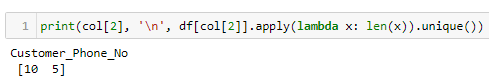 1 print(col[2], '\n', df[col[2]].apply(lambda x: len(x)).unique())
Customer_Phone_No
[10  5]